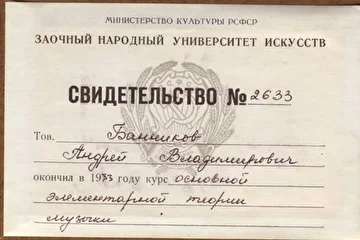 МИНИСТЕРСТВО КУЛЬТУРЫ РСФСР
ЗАОЧНЫЙ НАРОДНЫЙ УНИВЕРСИТЕТ ИСКУССТВ
СВИДЕТЕЛЬСТВО № 2633
Тов. Банников
Андрей Владимирович
окончил в 1983 году курс основной
элементарной теории
музыки